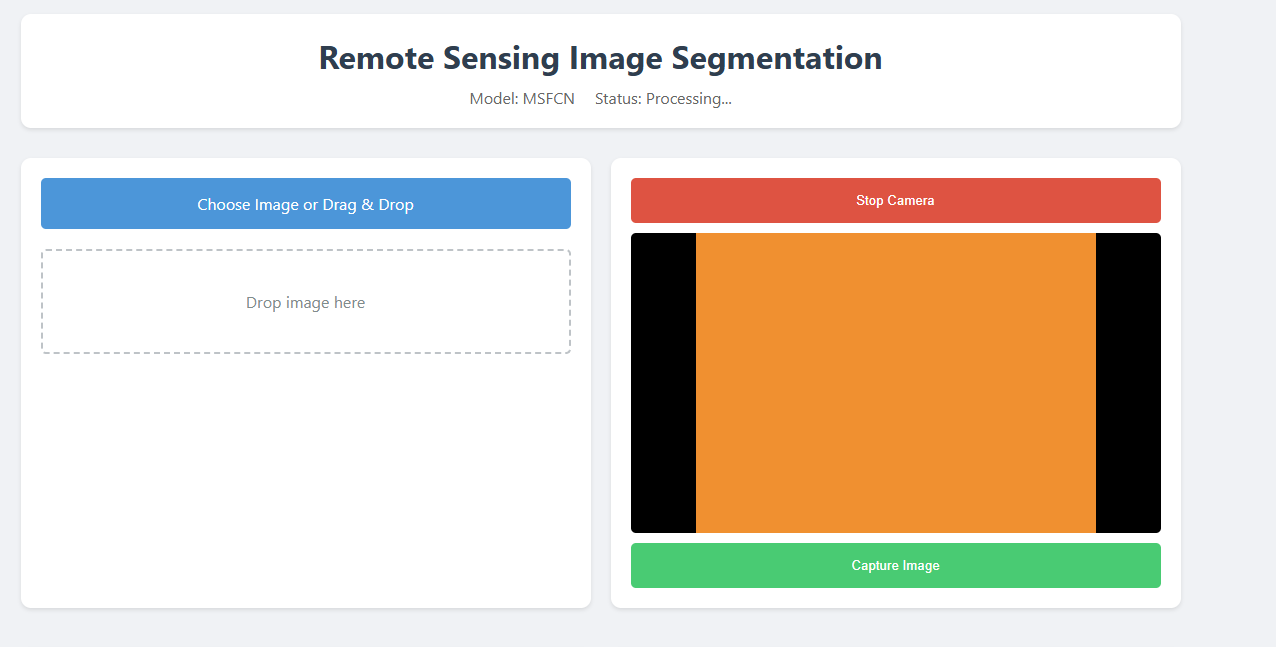 Remote Sensing Image Segmentation
Model: MSFCN Status: Processing...
Choose Image or Drag & Drop
Drop image here
Stop Camera
Capture Image